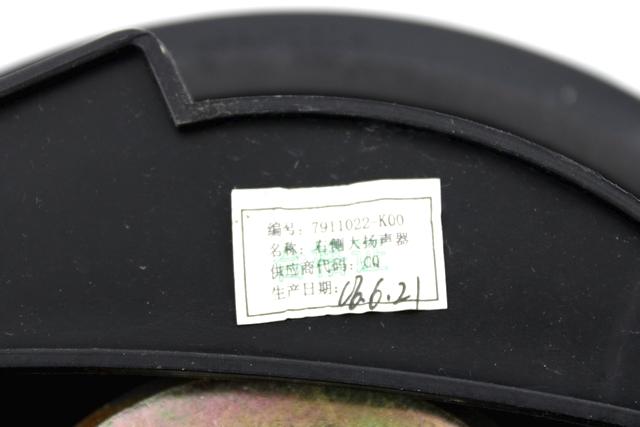 编号: 7911022-K00
名称: 右侧大扬声器
供应商代码: CQ
生产日期: 06.6.21